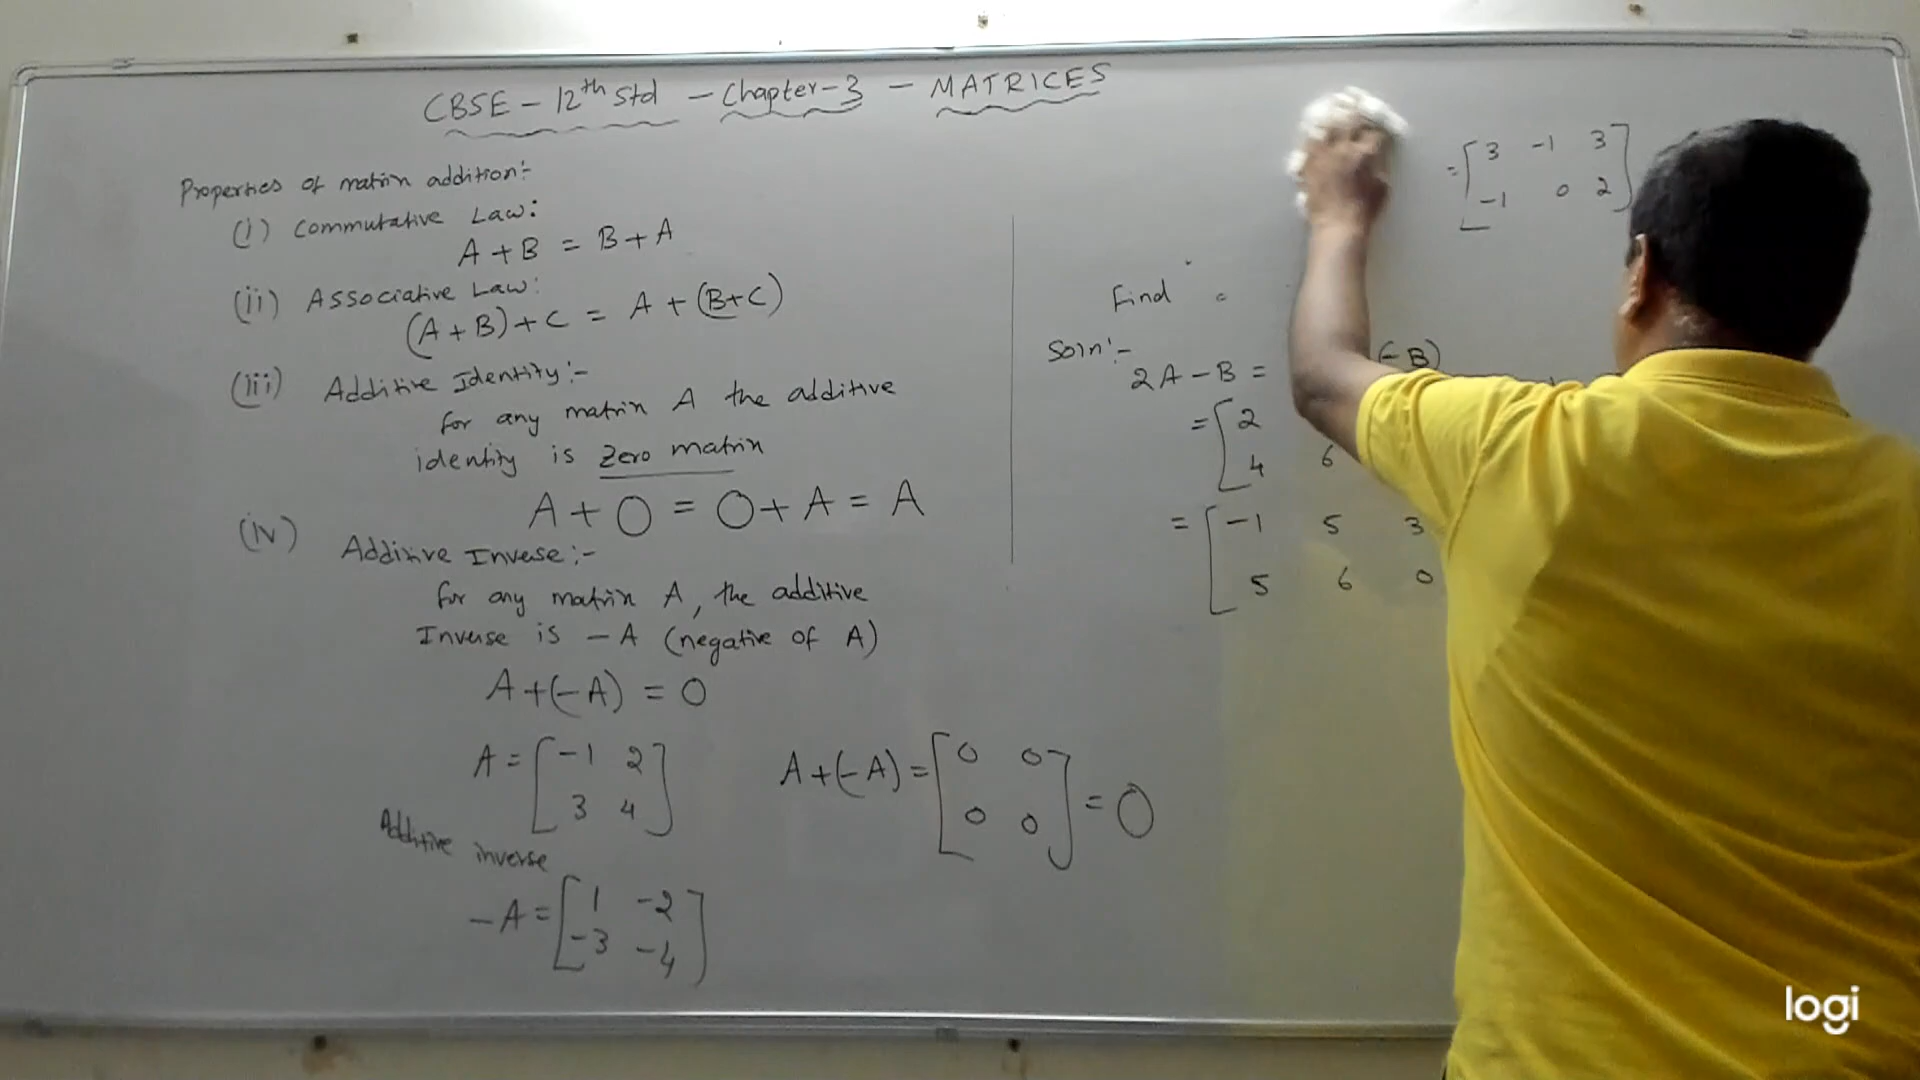 CBSE - 12th Std - Chapter-3 - MATRICES
Properties of matrix addition:-
(i) Commutative Law:
A + B = B + A
(ii) Associative Law:
(A + B) + C = A + (B+C)
(iii) Additive Identity:-
for any matrix A the additive
identity is Zero matrix
A + O = O + A = A
(iv) Additive Inverse:-
for any matrix A, the additive
Inverse is - A (negative of A)
A + (-A) = O
A = [ -1 2
3 4 ]
A + (-A) = [ 0 0
0 0 ] = O
Additive inverse
-A = [ 1 -2
-3 -4 ]
= [ 3 -1 3
-1 0 2 ]
Find
Soln:-
2A - B = (-B)
= [ 2
4 6
= [ -1 5 3
5 6 0
logi